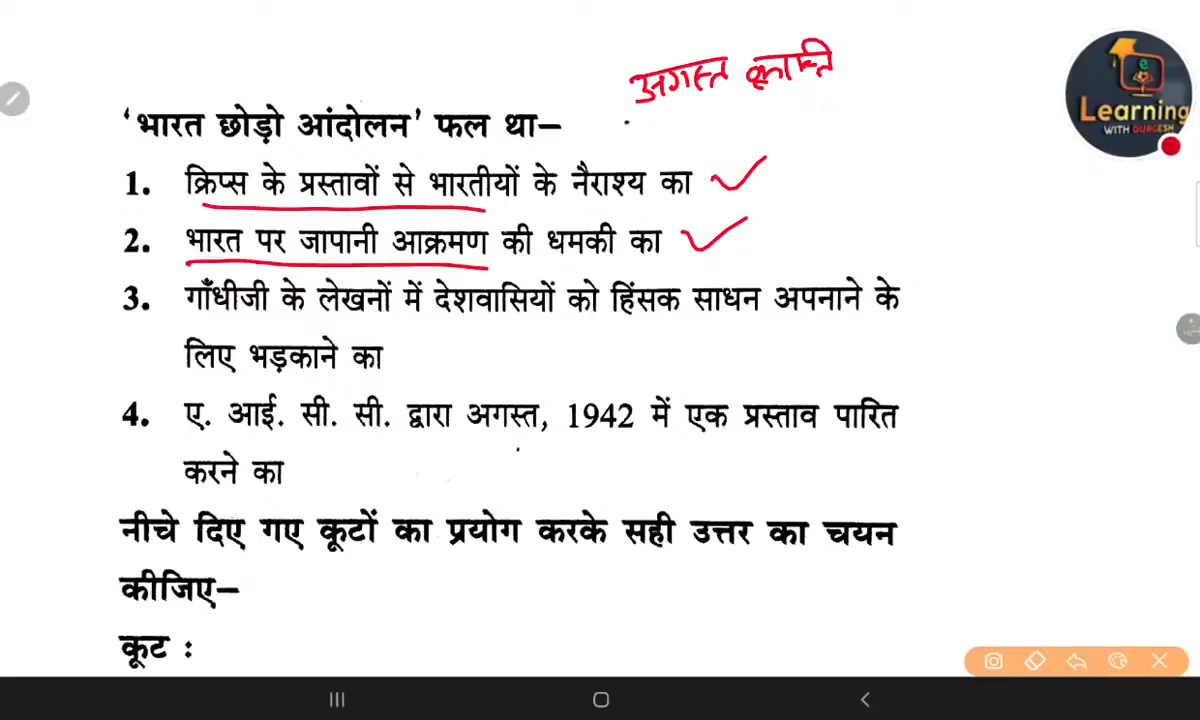 अगस्त क्रान्ति
'भारत छोड़ो आंदोलन' फल था–
1. क्रिप्स के प्रस्तावों से भारतीयों के नैराश्य का
2. भारत पर जापानी आक्रमण की धमकी का
3. गाँधीजी के लेखनों में देशवासियों को हिंसक साधन अपनाने के
लिए भड़काने का
4. ए. आई. सी. सी. द्वारा अगस्त, 1942 में एक प्रस्ताव पारित
करने का
नीचे दिए गए कूटों का प्रयोग करके सही उत्तर का चयन
कीजिए–
कूट :
e
Learning
WITH DURGESH